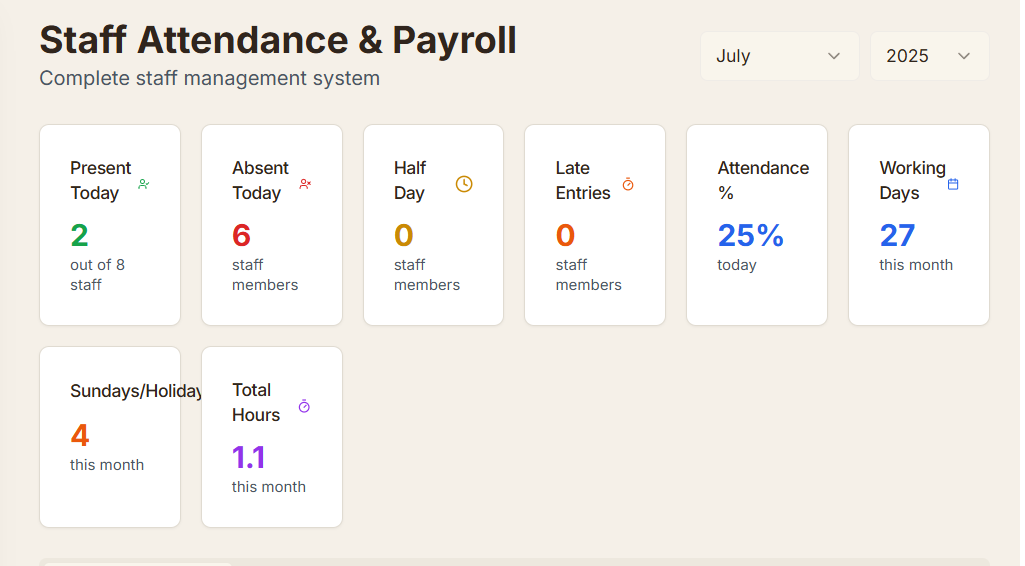 Staff Attendance & Payroll
Complete staff management system
July
2025
Present
Today
2
out of 8
staff
Absent
Today
6
staff
members
Half
Day
0
staff
members
Late
Entries
0
staff
members
Attendance
%
25%
today
Working
Days
27
this month
Sundays/Holiday
4
this month
Total
Hours
1.1
this month